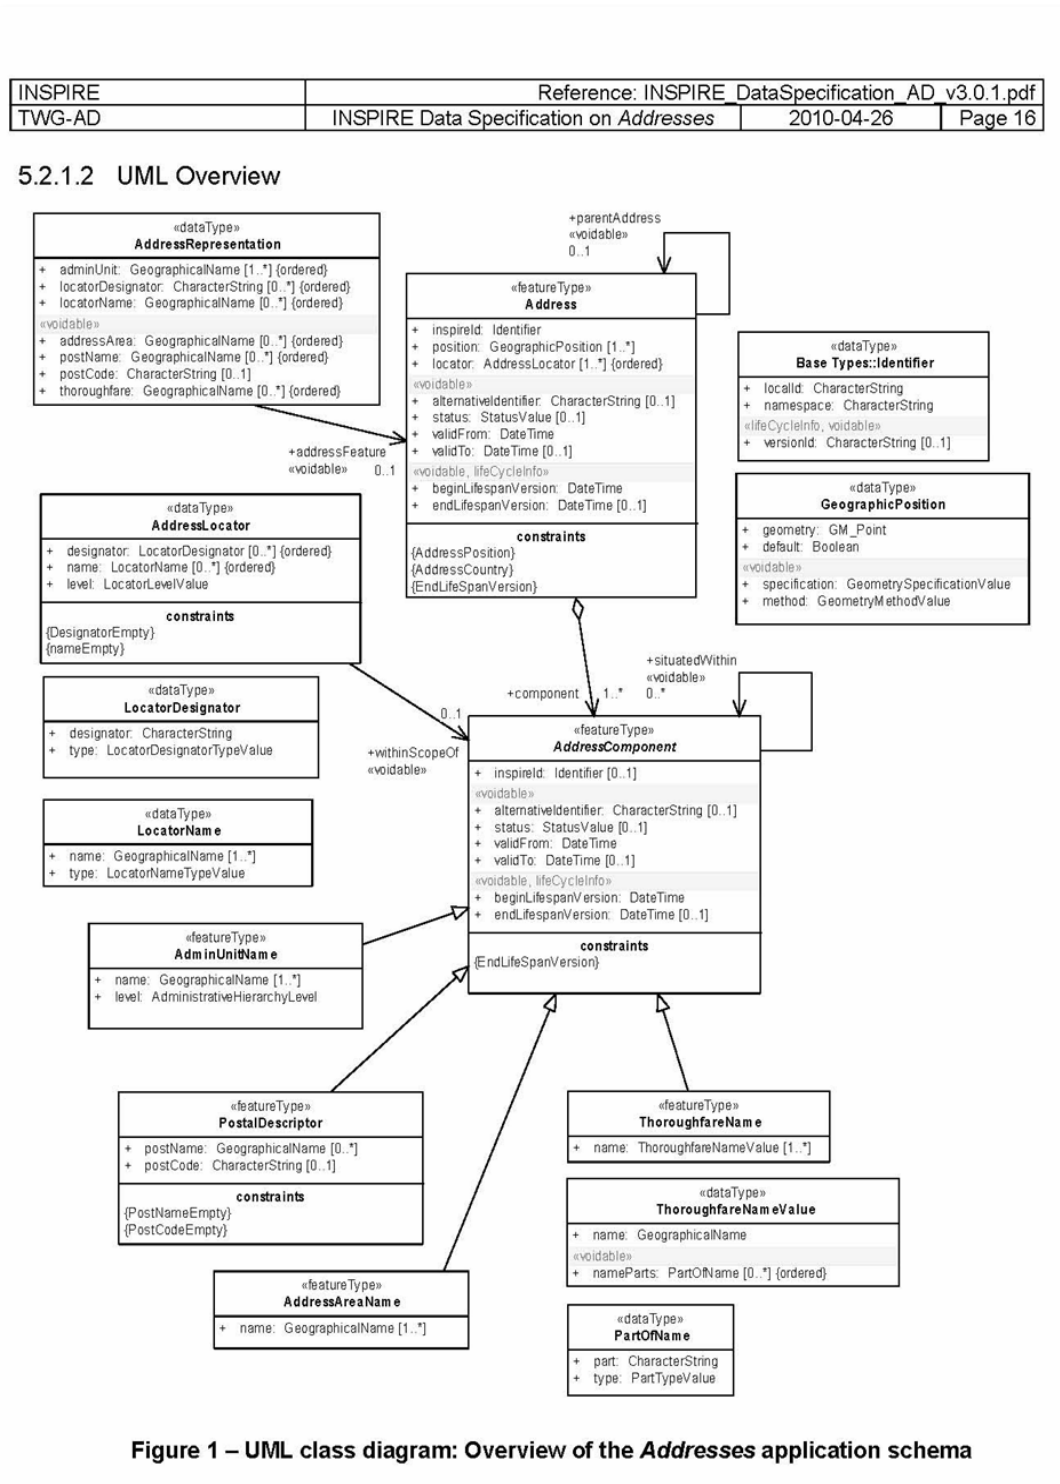 INSPIRE
Reference: INSPIRE_DataSpecification_AD_v3.0.1.pdf
TWG-AD
INSPIRE Data Specification on Addresses
2010-04-26
Page 16
5.2.1.2 UML Overview
«dataType»
AddressRepresentation
+ adminUnit: GeographicalName [1..*] {ordered}
+ locatorDesignator: CharacterString [0..*] {ordered}
+ locatorName: GeographicalName [0..*] {ordered}
«voidable»
+ addressArea: GeographicalName [0..*] {ordered}
+ postName: GeographicalName [0..*] {ordered}
+ postCode: CharacterString [0..1]
+ thoroughfare: GeographicalName [0..*] {ordered}
+parentAddress
«voidable»
0..1
«featureType»
Address
+ inspireId: Identifier
+ position: GeographicPosition [1..*]
+ locator: AddressLocator [1..*] {ordered}
«voidable»
+ alternativeIdentifier: CharacterString [0..1]
+ status: StatusValue [0..1]
+ validFrom: DateTime
+ validTo: DateTime [0..1]
«voidable, lifeCycleInfo»
+ beginLifespanVersion: DateTime
+ endLifespanVersion: DateTime [0..1]
constraints
{AddressPosition}
{AddressCountry}
{EndLifeSpanVersion}
«dataType»
Base Types::Identifier
+ localId: CharacterString
+ namespace: CharacterString
«lifeCycleInfo, voidable»
+ versionId: CharacterString [0..1]
+addressFeature
«voidable» 0..1
«dataType»
GeographicPosition
+ geometry: GM_Point
+ default: Boolean
«voidable»
+ specification: GeometrySpecificationValue
+ method: GeometryMethodValue
«dataType»
AddressLocator
+ designator: LocatorDesignator [0..*] {ordered}
+ name: LocatorName [0..*] {ordered}
+ level: LocatorLevelValue
constraints
{DesignatorEmpty}
{nameEmpty}
+situatedWithin
«voidable»
0..*
+component 1..*
«dataType»
LocatorDesignator
+ designator: CharacterString
+ type: LocatorDesignatorTypeValue
0..1
+withinScopeOf
«voidable»
«featureType»
AddressComponent
+ inspireId: Identifier [0..1]
«voidable»
+ alternativeIdentifier: CharacterString [0..1]
+ status: StatusValue [0..1]
+ validFrom: DateTime
+ validTo: DateTime [0..1]
«voidable, lifeCycleInfo»
+ beginLifespanVersion: DateTime
+ endLifespanVersion: DateTime [0..1]
constraints
{EndLifeSpanVersion}
«dataType»
LocatorName
+ name: GeographicalName [1..*]
+ type: LocatorNameTypeValue
«featureType»
AdminUnitName
+ name: GeographicalName [1..*]
+ level: AdministrativeHierarchyLevel
«featureType»
PostalDescriptor
+ postName: GeographicalName [0..*]
+ postCode: CharacterString [0..1]
constraints
{PostNameEmpty}
{PostCodeEmpty}
«featureType»
ThoroughfareName
+ name: ThoroughfareNameValue [1..*]
«dataType»
ThoroughfareNameValue
+ name: GeographicalName
«voidable»
+ nameParts: PartOfName [0..*] {ordered}
«featureType»
AddressAreaName
+ name: GeographicalName [1..*]
«dataType»
PartOfName
+ part: CharacterString
+ type: PartTypeValue
Figure 1 – UML class diagram: Overview of the Addresses application schema